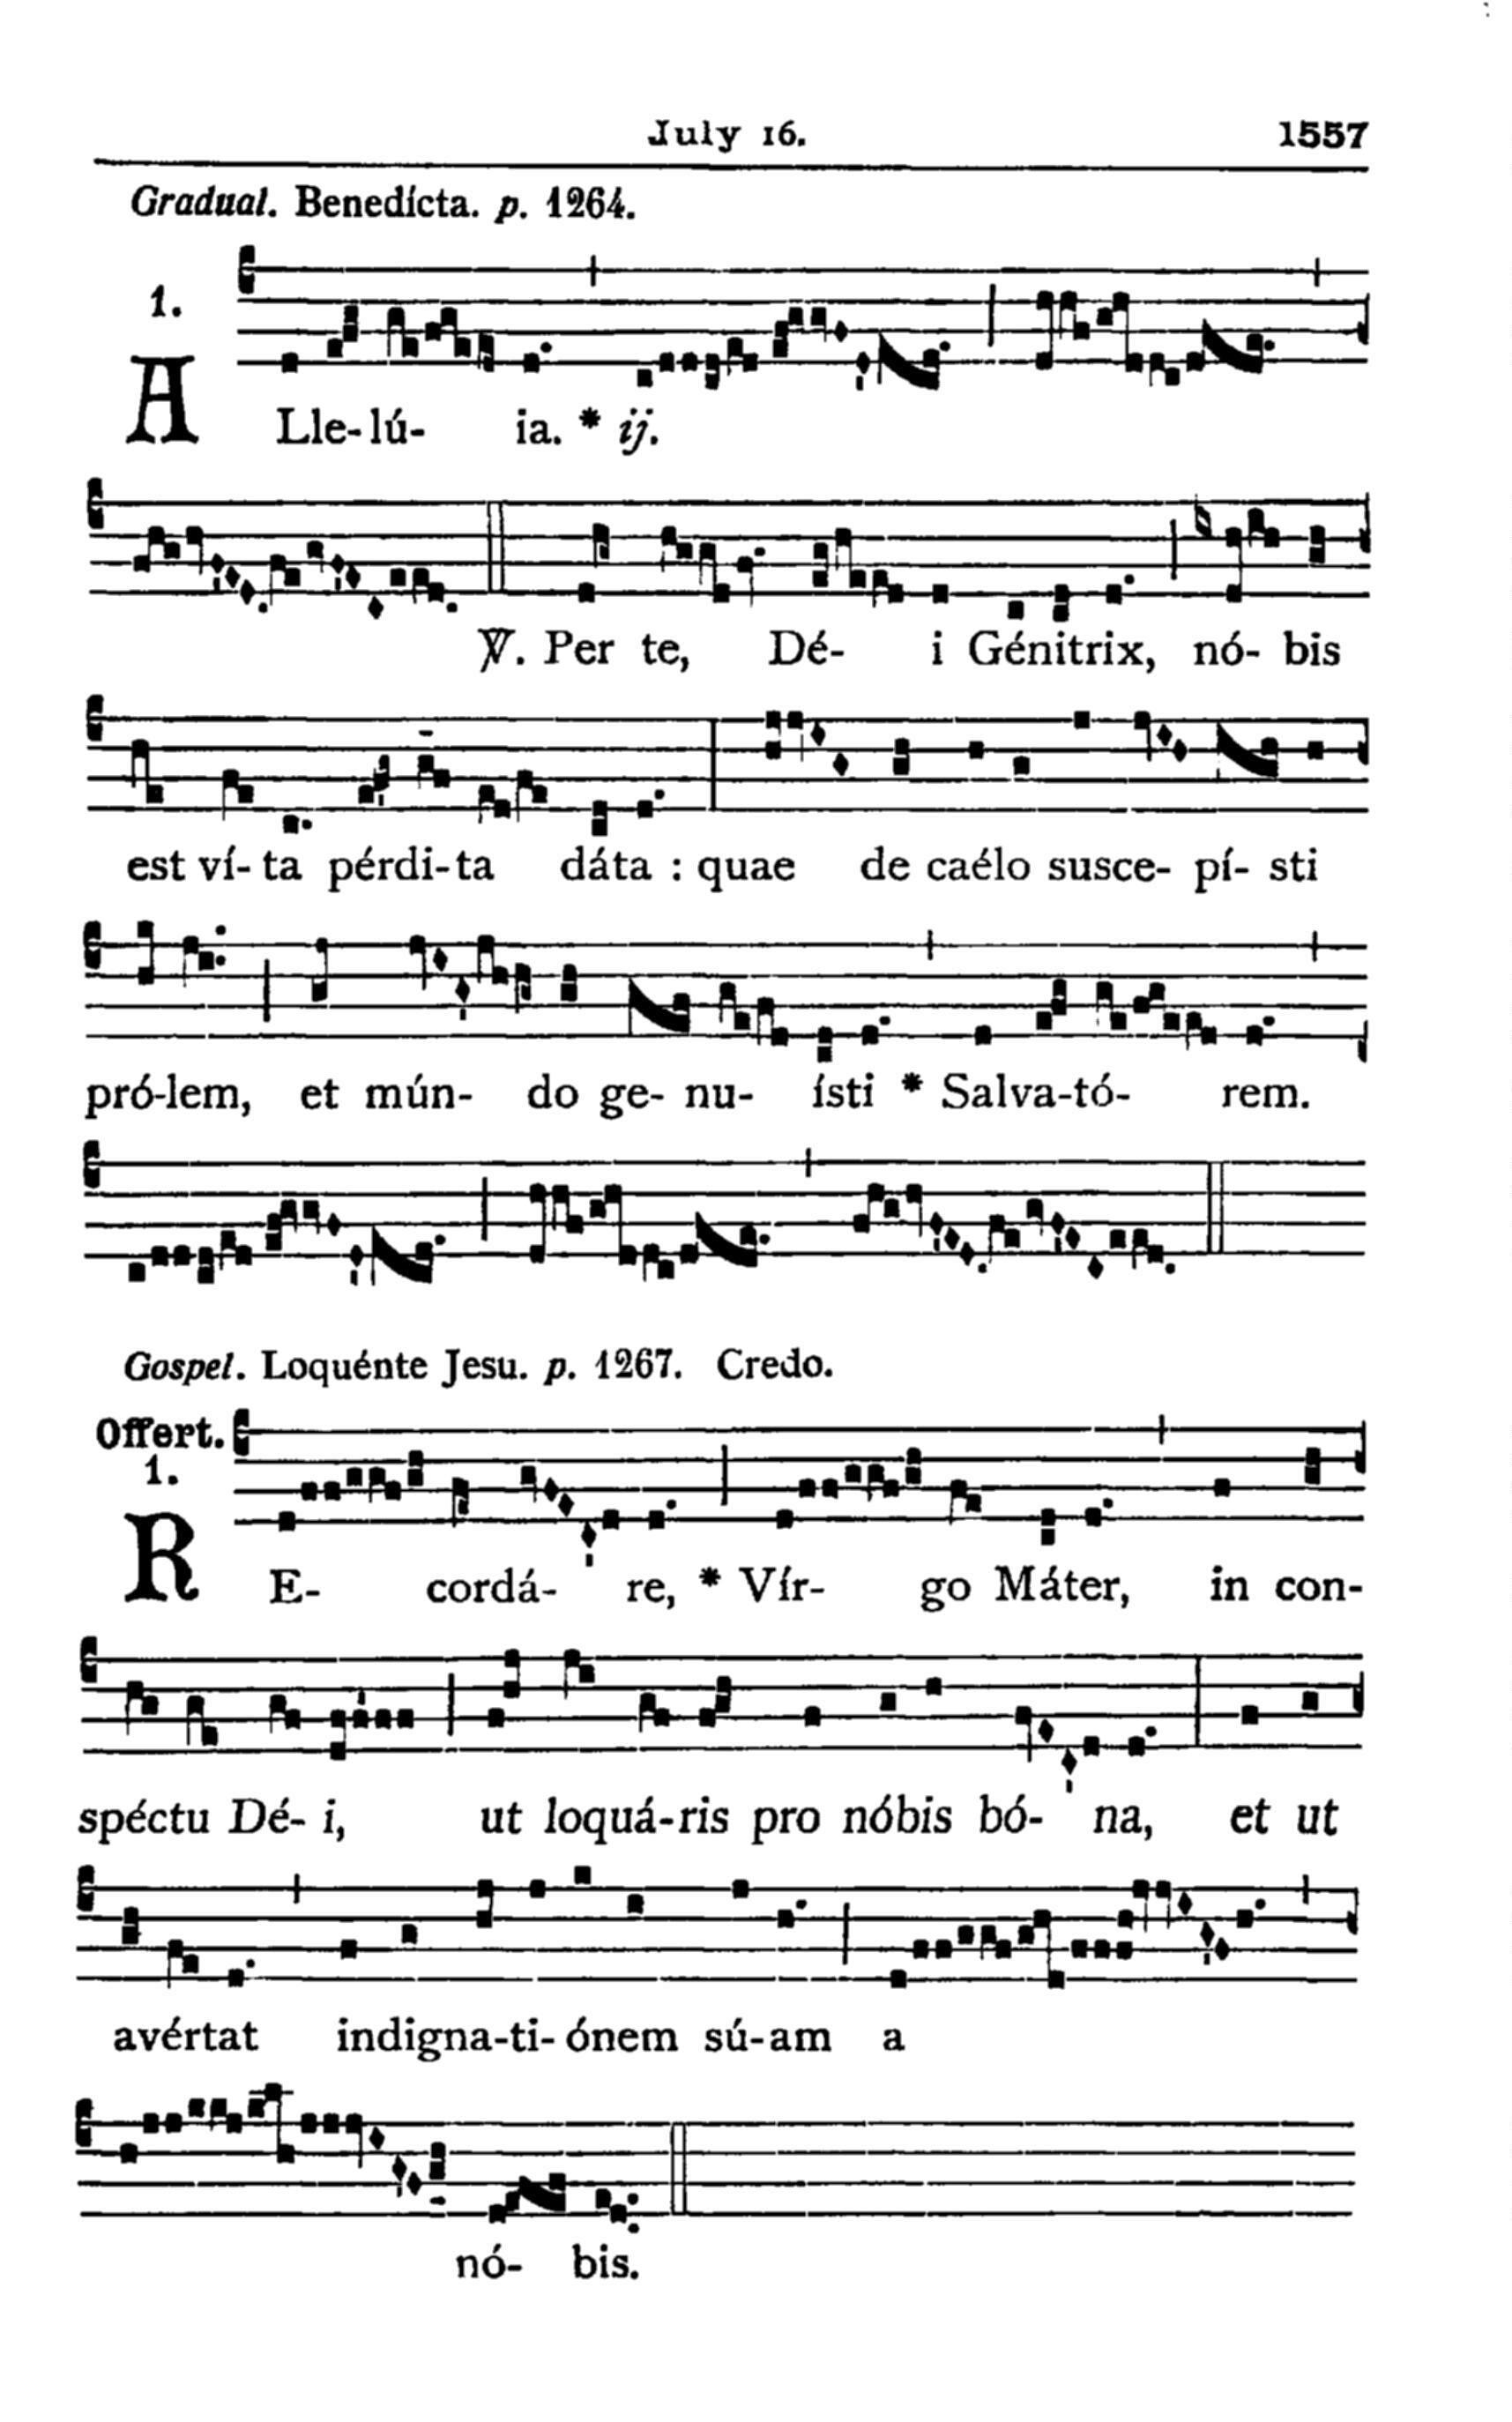 July 16. 1557
Gradual. Benedícta. p. 1264.
1.
ALle-lú- ia. * ij.
℣. Per te, Dé- i Génitrix, nó- bis
est ví-ta pérdi-ta dáta : quae de caélo susce- pí- sti
pró-lem, et mún- do ge- nu- ísti * Salva-tó- rem.
Gospel. Loquénte Jesu. p. 1267. Credo.
Offert.
1.
RE- cordá- re, * Vír- go Máter, in con-
spéctu Dé- i, ut loquá-ris pro nóbis bó- na, et ut
avértat indigna-ti-ónem sú-am a
nó- bis.